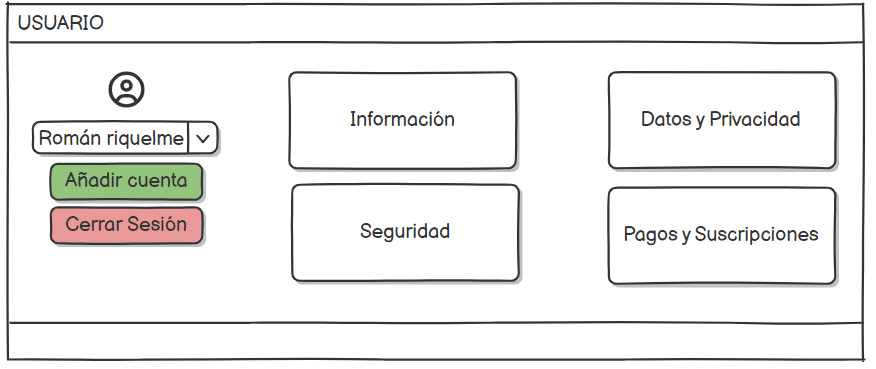 USUARIO
Román riquelme
Añadir cuenta
Cerrar Sesión
Información
Seguridad
Datos y Privacidad
Pagos y Suscripciones